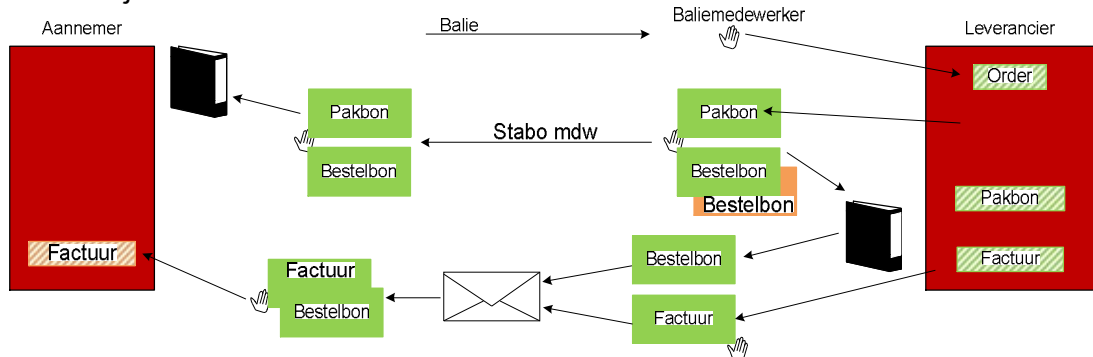 Aannemer
Balie
Baliemedewerker
Leverancier
Order
Pakbon
Pakbon
Stabo mdw
Bestelbon
Bestelbon
Bestelbon
Pakbon
Factuur
Bestelbon
Factuur
Factuur
Bestelbon
Factuur